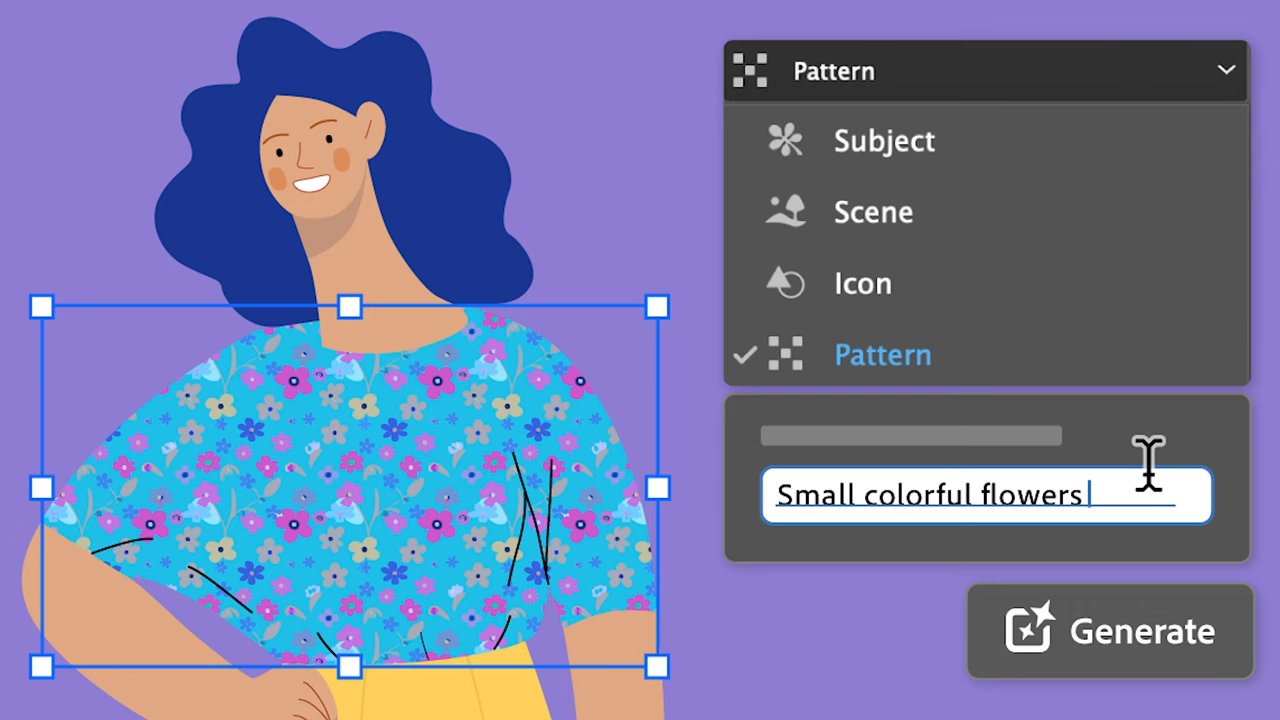 Pattern
Subject
Scene
Icon
Pattern
Small colorful flowers
Generate